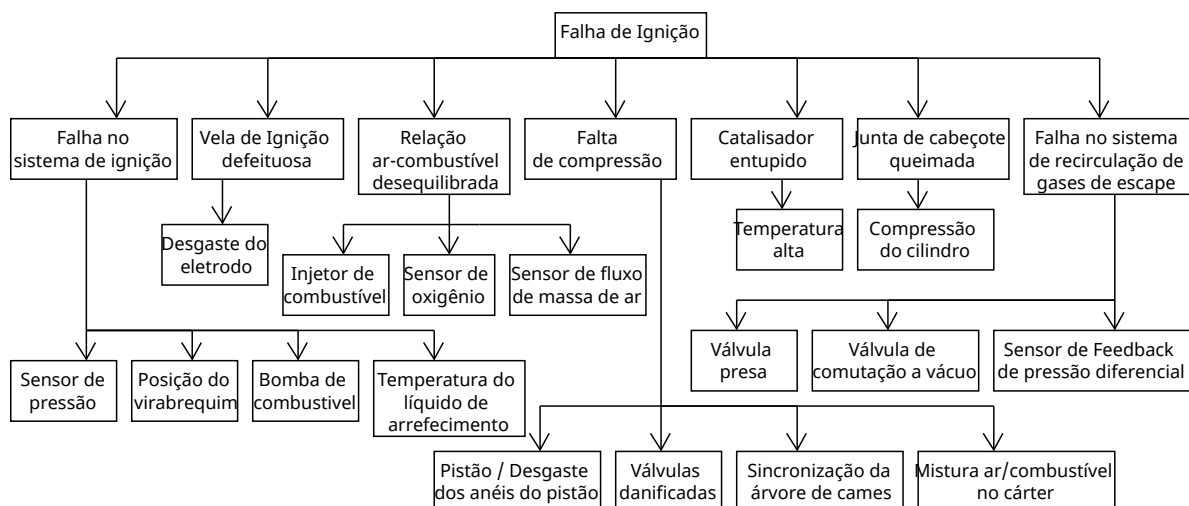 Falha de Ignição
Falha no
sistema de ignição
Vela de Ignição
defeituosa
Relação
ar-combustível
desequilibrada
Falta
de compressão
Catalisador
entupido
Junta de cabeçote
queimada
Falha no sistema
de recirculação de
gases de escape
Desgaste do
eletrodo
Injetor de
combustível
Sensor de
oxigênio
Sensor de fluxo
de massa de ar
Temperatura
alta
Compressão
do cilindro
Sensor de
pressão
Posição do
virabrequim
Bomba de
combustivel
Temperatura do
líquido de
arrefecimento
Válvula
presa
Válvula de
comutação a vácuo
Sensor de Feedback
de pressão diferencial
Pistão / Desgaste
dos anéis do pistão
Válvulas
danificadas
Sincronização da
árvore de cames
Mistura ar/combustível
no cárter